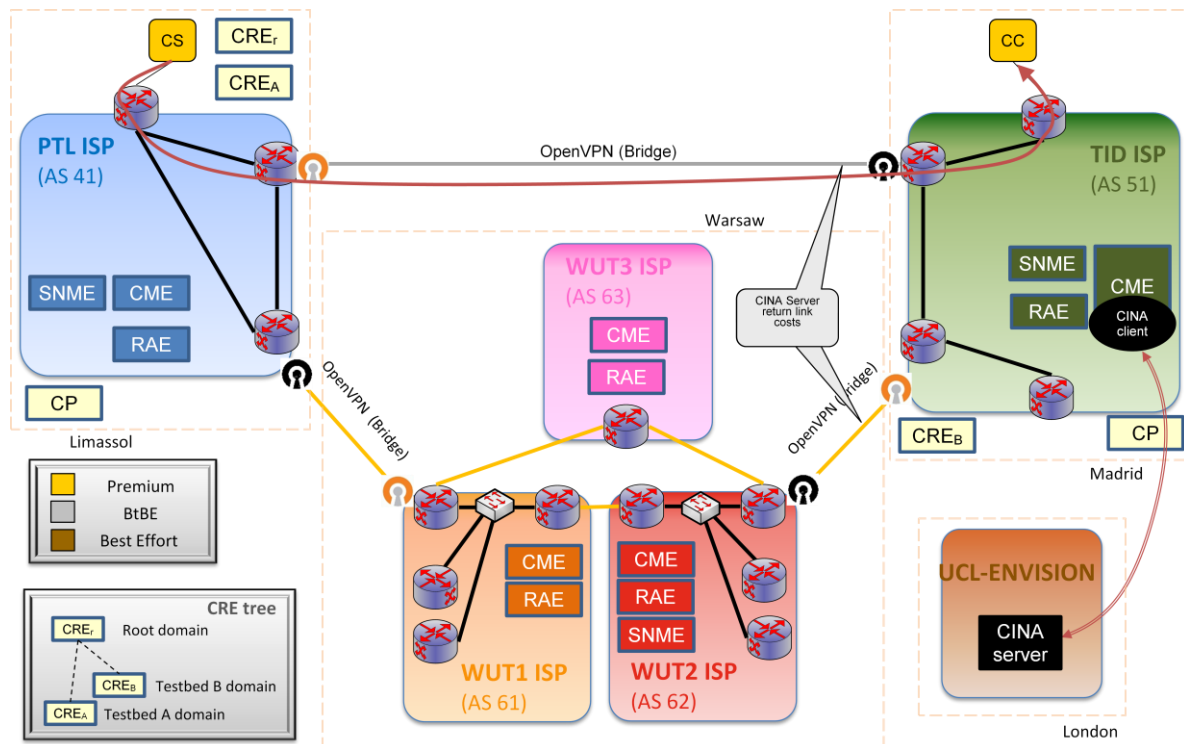 CS
CREr
CREA
PTL ISP
(AS 41)
SNME
CME
RAE
CP
Limassol
OpenVPN (Bridge)
CC
TID ISP
(AS 51)
SNME
RAE
CME
CINA
client
CREB
CP
Madrid
Warsaw
WUT3 ISP
(AS 63)
CME
RAE
CINA Server
return link
costs
OpenVPN (Bridge)
OpenVPN (Bridge)
CME
RAE
WUT1 ISP
(AS 61)
CME
RAE
SNME
WUT2 ISP
(AS 62)
UCL-ENVISION
CINA
server
London
Premium
BtBE
Best Effort
CRE tree
CREr
Root domain
CREB
Testbed B domain
CREA
Testbed A domain